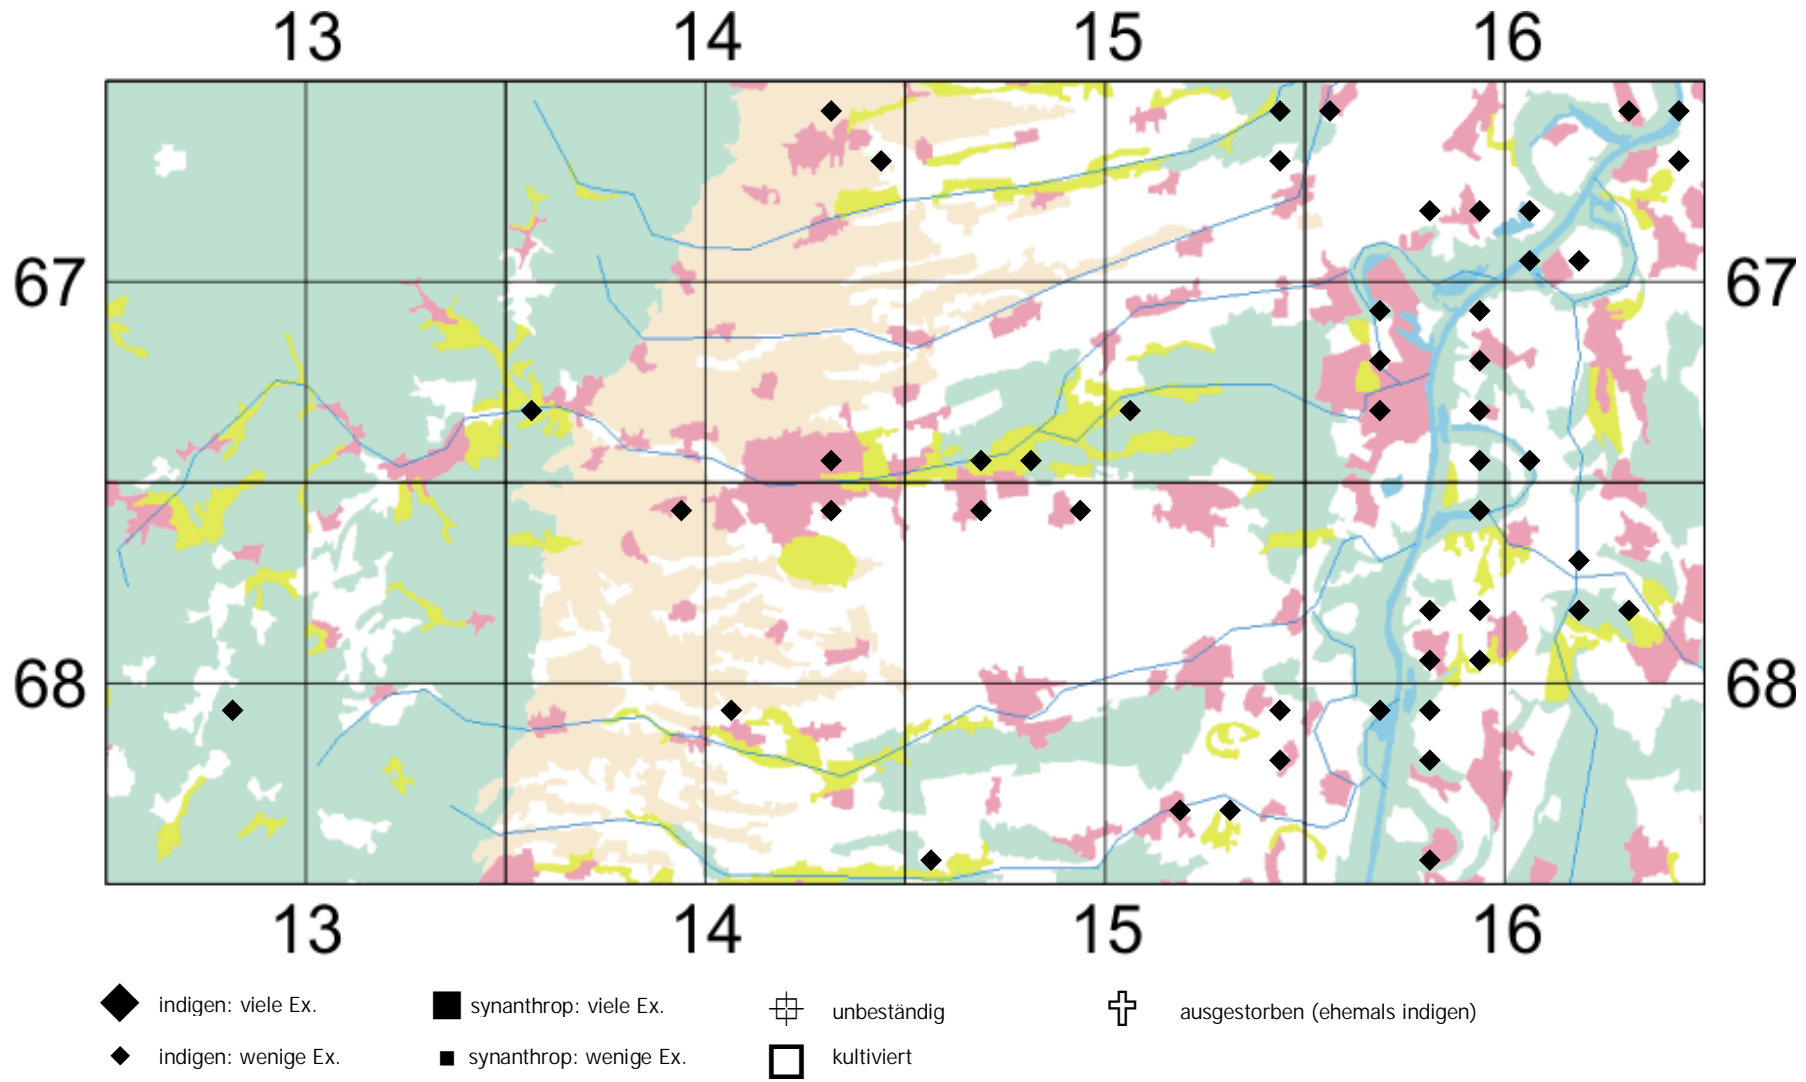 13 14 15 16
67 67
68 68
13 14 15 16
indigen: viele Ex. synanthrop: viele Ex. unbeständig ausgestorben (ehemals indigen)
indigen: wenige Ex. synanthrop: wenige Ex. kultiviert